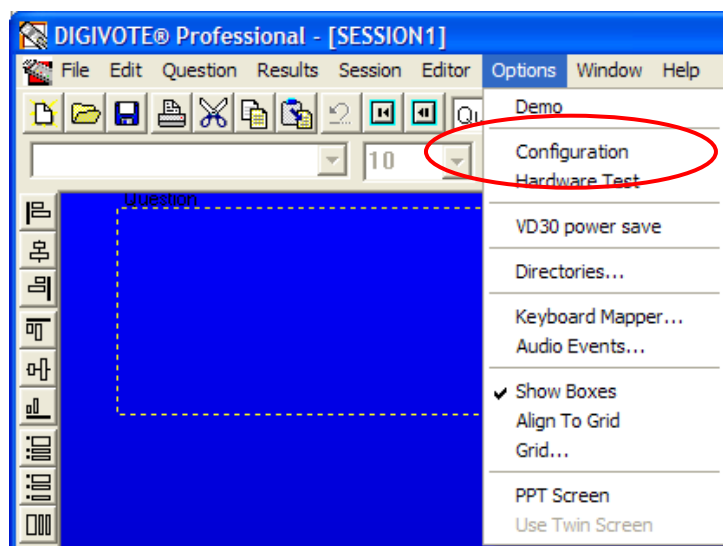 DIGIVOTE® Professional - [SESSION1]
File Edit Question Results Session Editor Options Window Help
Qu
10
Question
Demo
Configuration
Hardware Test
VD30 power save
Directories...
Keyboard Mapper...
Audio Events...
Show Boxes
Align To Grid
Grid...
PPT Screen
Use Twin Screen